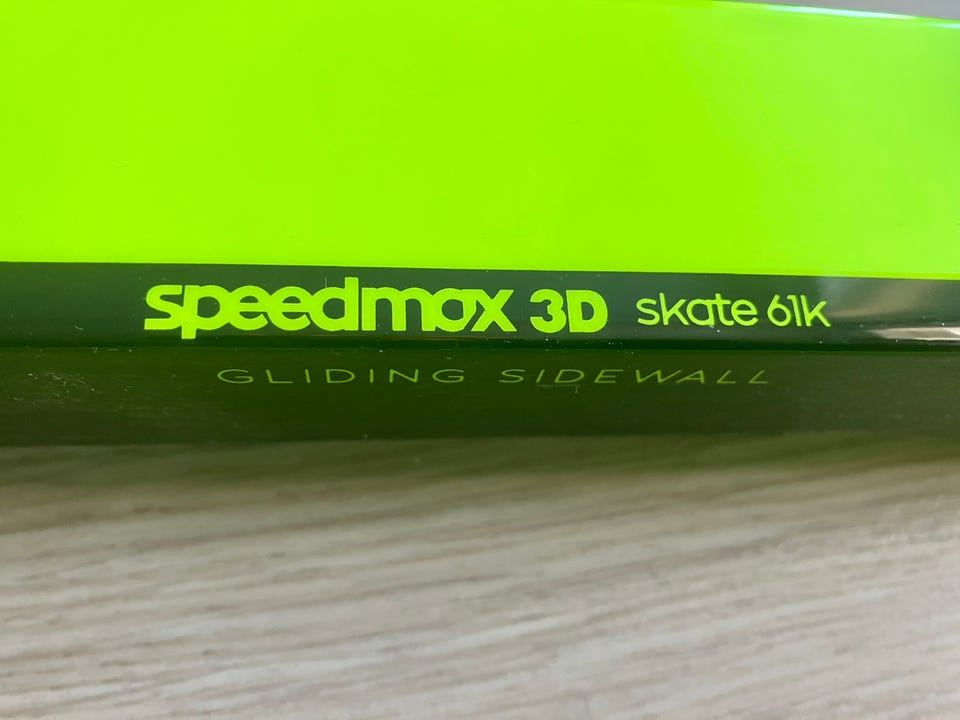 speedmax 3D skate 61k
GLIDING SIDEWALL